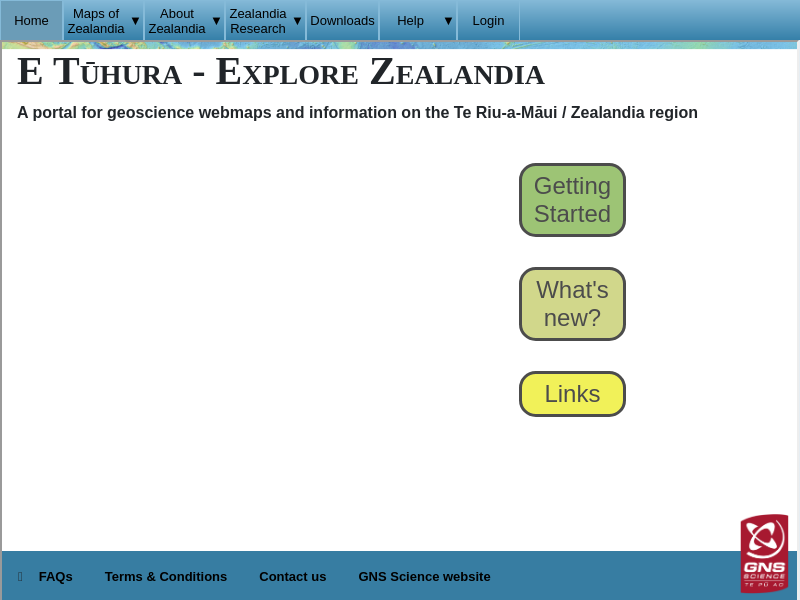 Home
Maps of
Zealandia ▼
About
Zealandia ▼
Zealandia
Research ▼
Downloads
Help ▼
Login
E Tūhura - Explore Zealandia
A portal for geoscience webmaps and information on the Te Riu-a-Māui / Zealandia region
Getting
Started
What's
new?
Links
GNS
SCIENCE
TE PŪ AO
FAQs
Terms & Conditions
Contact us
GNS Science website